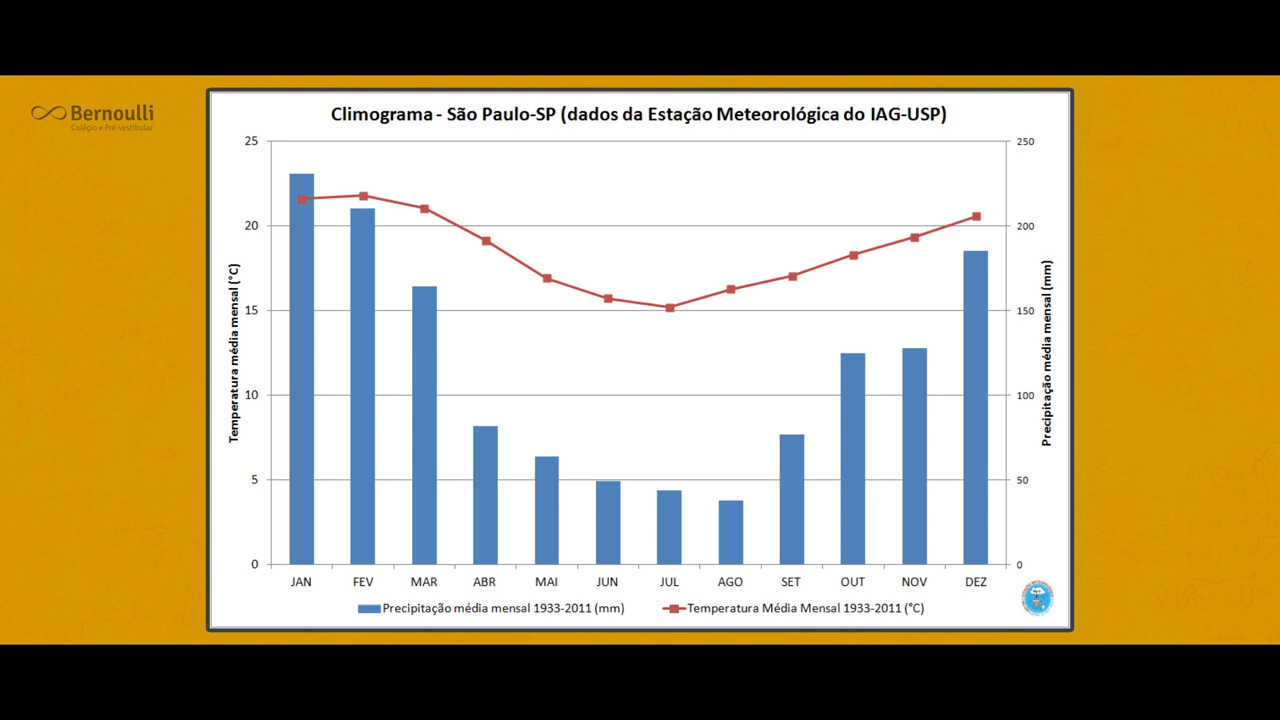 Bernoulli
Colégio e Pré-vestibular
Climograma - São Paulo-SP (dados da Estação Meteorológica do IAG-USP)
25
20
15
10
5
0
Temperatura média mensal (°C)
250
200
150
100
50
0
Precipitação média mensal (mm)
JAN FEV MAR ABR MAI JUN JUL AGO SET OUT NOV DEZ
Precipitação média mensal 1933-2011 (mm) Temperatura Média Mensal 1933-2011 (°C)